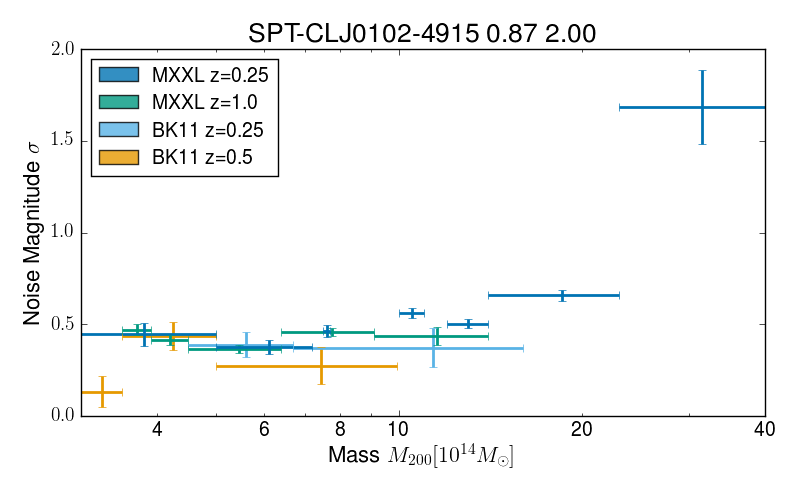 SPT-CLJ0102-4915 0.87 2.00
2.0
1.5
1.0
0.5
0.0
Noise Magnitude σ
MXXL z=0.25
MXXL z=1.0
BK11 z=0.25
BK11 z=0.5
4 6 8 10 20 40
Mass M₂₀₀[10¹⁴M☉]